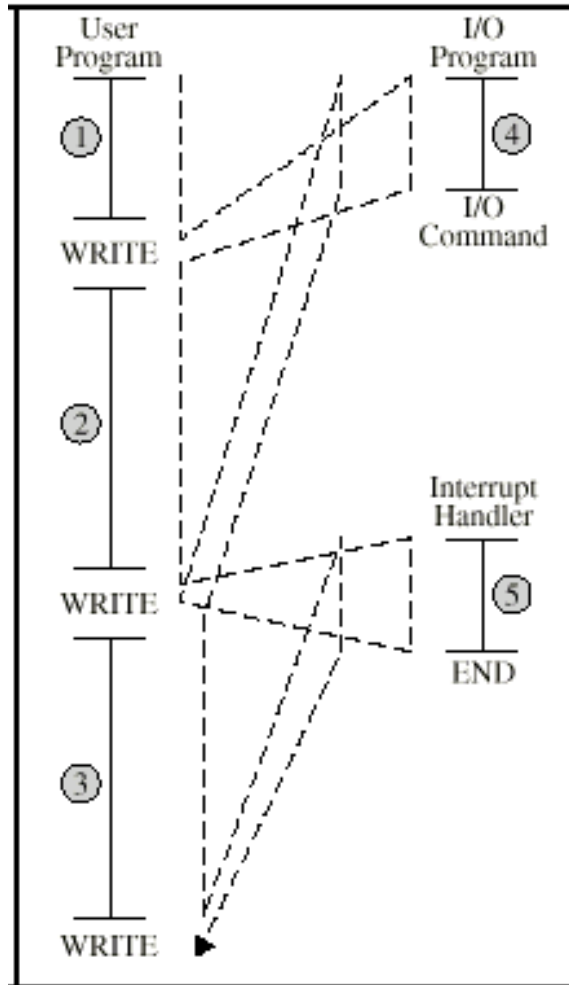 User
Program
1
WRITE
2
WRITE
3
WRITE
I/O
Program
4
I/O
Command
Interrupt
Handler
5
END